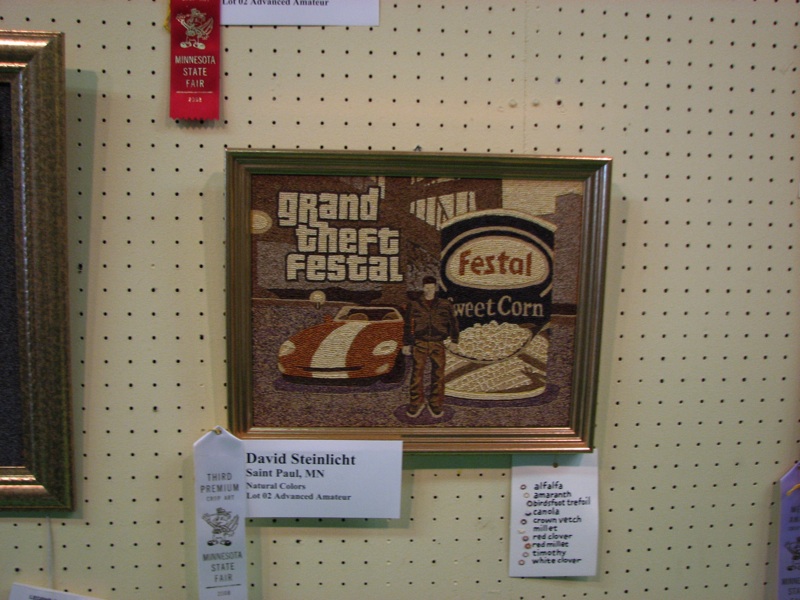 Lot 02 Advanced Amateur
MINNESOTA
STATE
FAIR
grand
theft
festal
Festal
Sweet Corn
David Steinlicht
Saint Paul, MN
Natural Colors
Lot 02 Advanced Amateur
THIRD
PREMIUM
CROP ART
MINNESOTA
STATE
FAIR
alfalfa
amaranth
birdsfoot trefoil
canola
crown vetch
millet
red clover
red millet
timothy
white clover